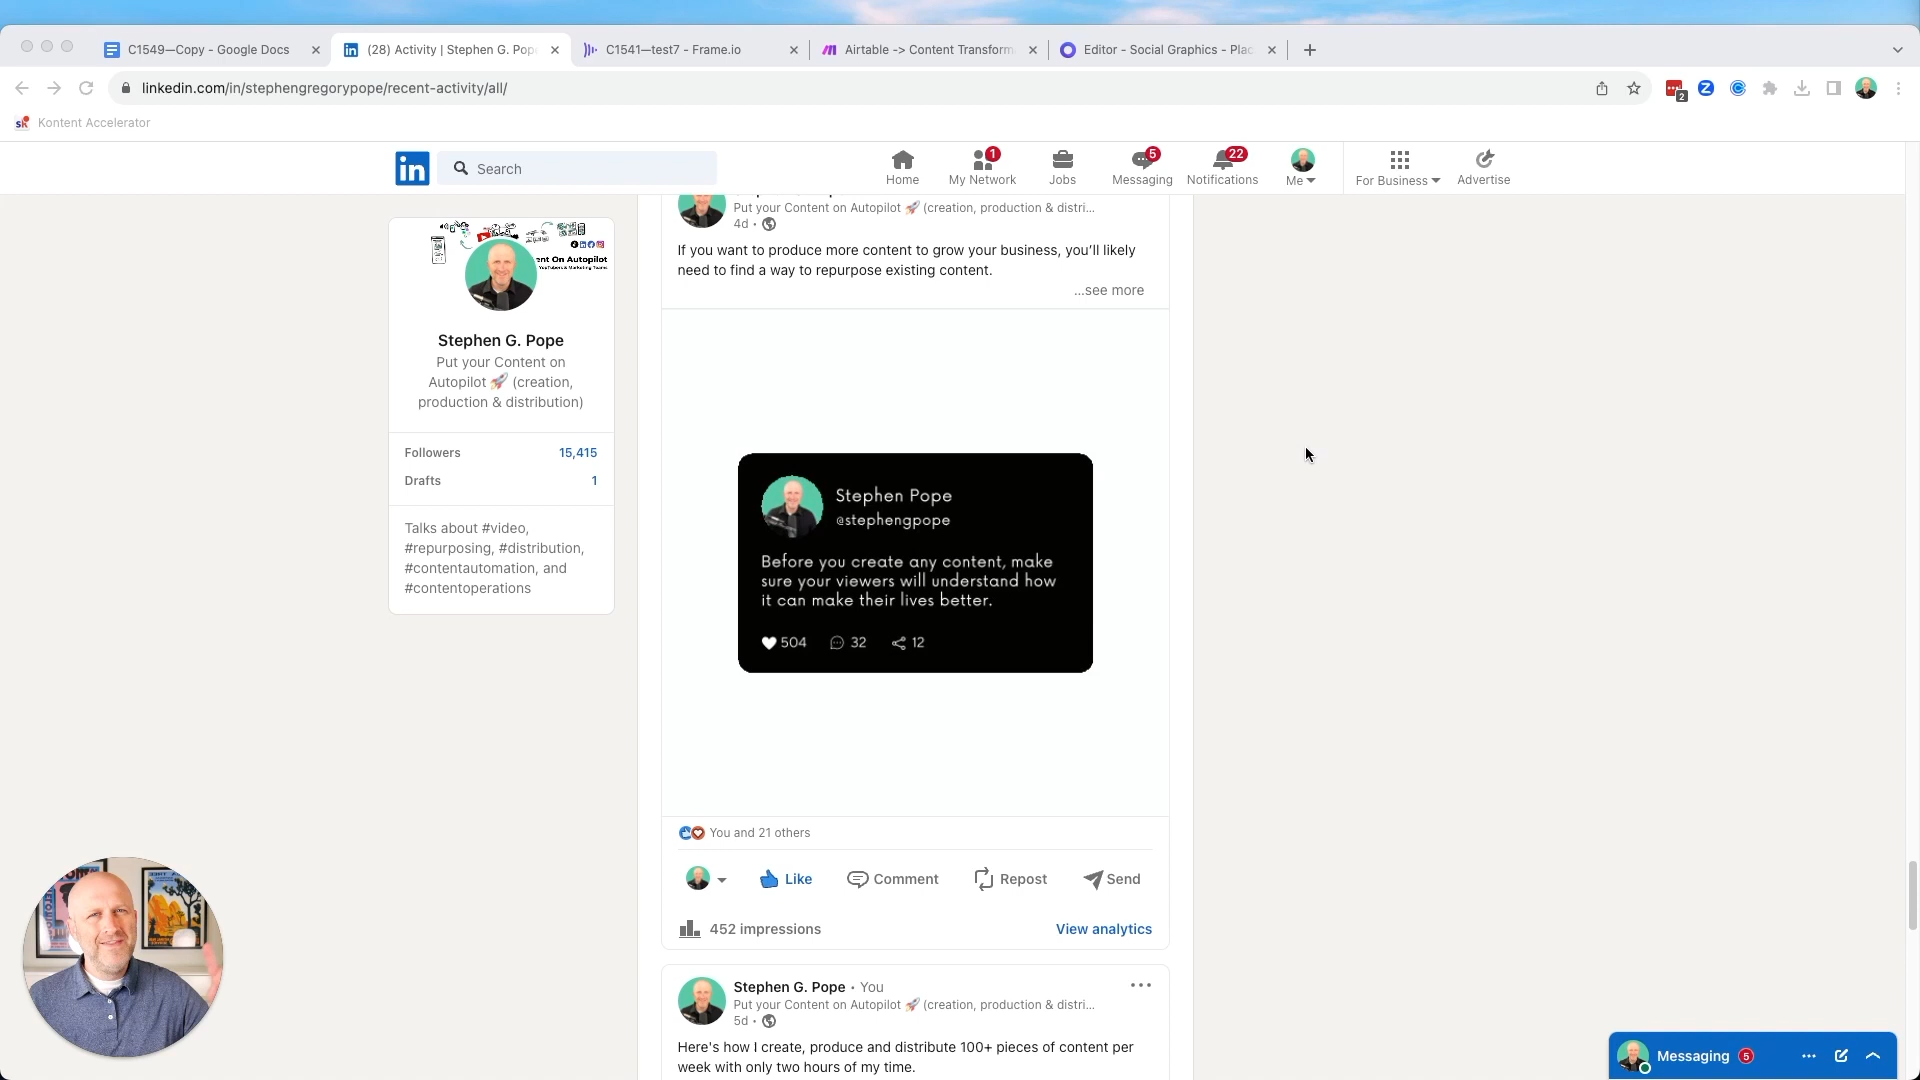 C1549—Copy - Google Docs
(28) Activity | Stephen G. Pope
C1541—test7 - Frame.io
Airtable -> Content Transform
Editor - Social Graphics - Plac
linkedin.com/in/stephengregorypope/recent-activity/all/
2
Kontent Accelerator
in
Search
Home
1
My Network
Jobs
5
Messaging
22
Notifications
Me
For Business
Advertise
ent On Autopilot
YouTubers & Marketing Teams
Stephen G. Pope
Put your Content on
Autopilot 🚀 (creation,
production & distribution)
Followers 15,415
Drafts 1
Talks about #video,
#repurposing, #distribution,
#contentautomation, and
#contentoperations
Put your Content on Autopilot 🚀 (creation, production & distri...
4d •
If you want to produce more content to grow your business, you’ll likely
need to find a way to repurpose existing content.
...see more
Stephen Pope
@stephengpope
Before you create any content, make
sure your viewers will understand how
it can make their lives better.
504 32 12
You and 21 others
Like Comment Repost Send
452 impressions View analytics
Stephen G. Pope • You
Put your Content on Autopilot 🚀 (creation, production & distri...
5d •
Here's how I create, produce and distribute 100+ pieces of content per
week with only two hours of my time.
Messaging 5